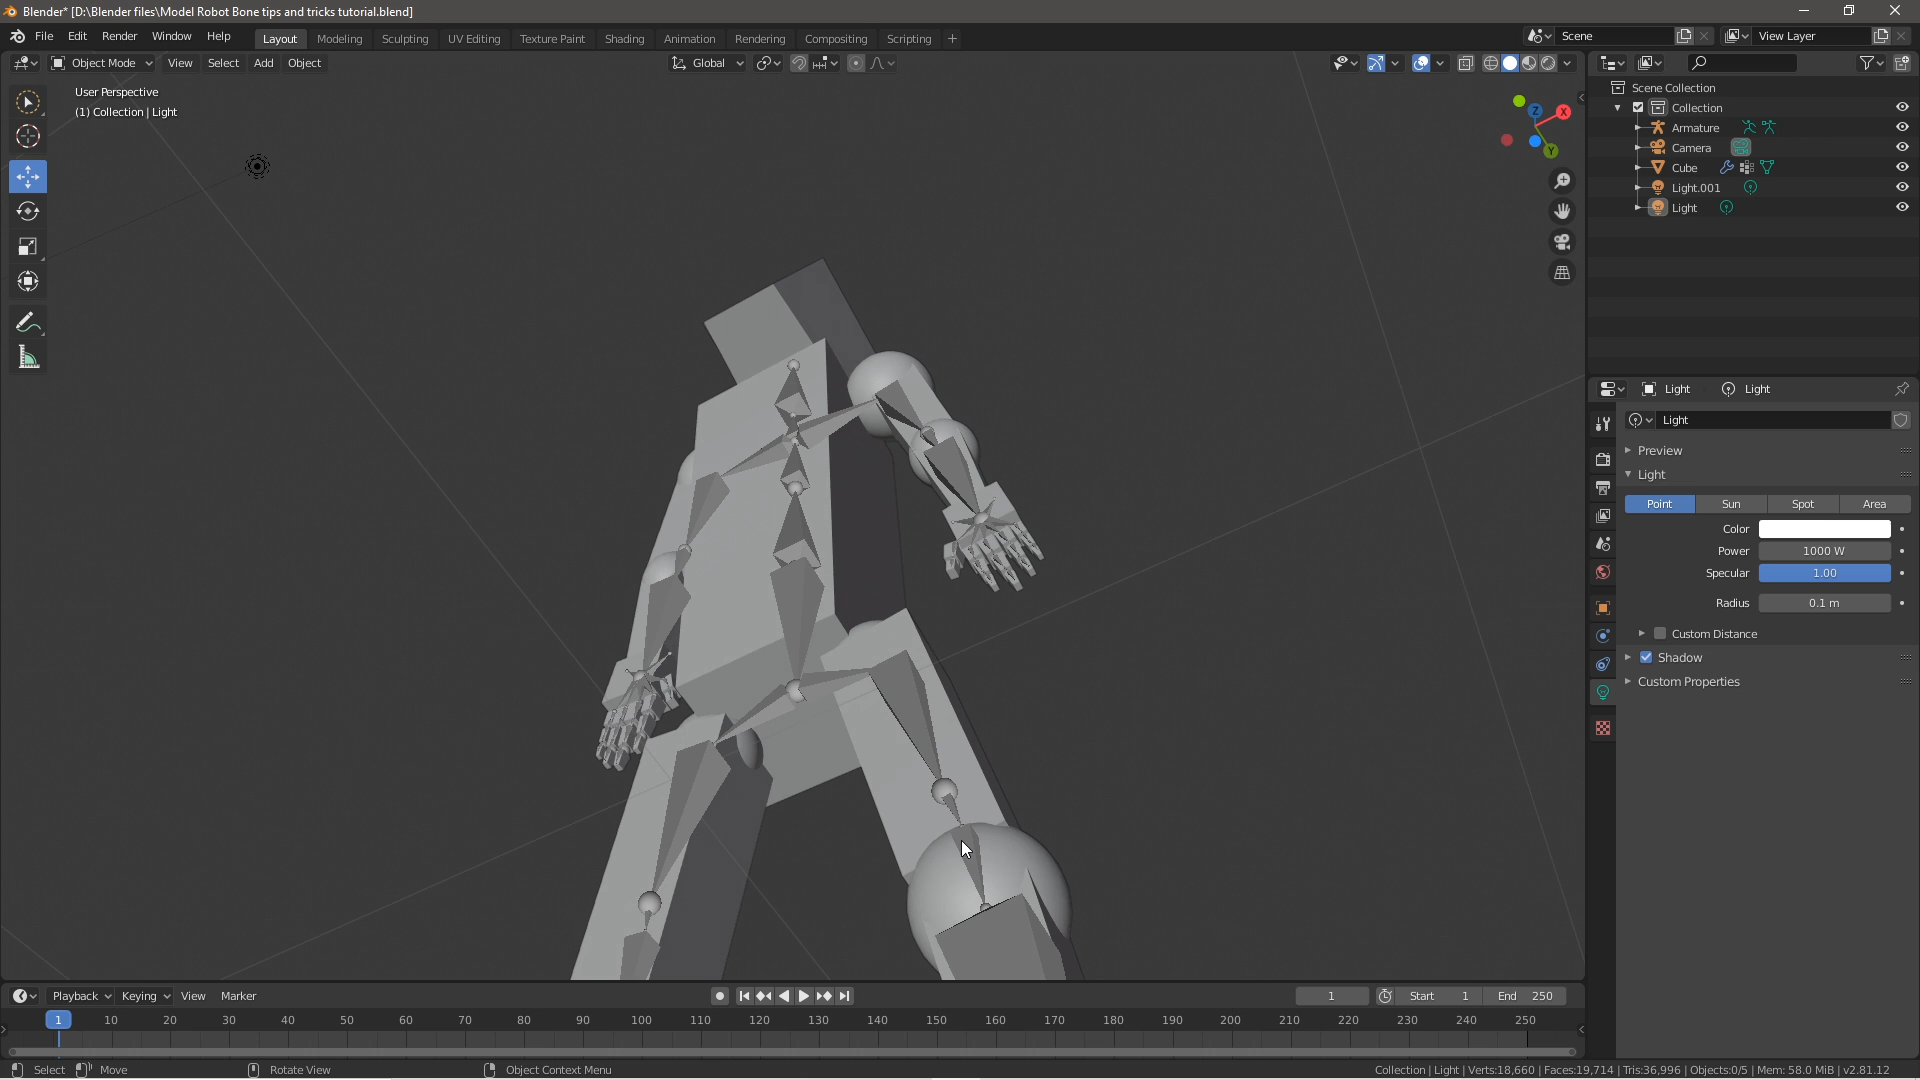 Blender* [D:\Blender files\Model Robot Bone tips and tricks tutorial.blend]
File Edit Render Window Help Layout Modeling Sculpting UV Editing Texture Paint Shading Animation Rendering Compositing Scripting + Scene View Layer
Object Mode View Select Add Object Global
User Perspective
(1) Collection | Light
Z X Y
Scene Collection
Collection
Armature
Camera
Cube
Light.001
Light
Light Light
Light
Preview
Light
Point Sun Spot Area
Color
Power 1000 W
Specular 1.00
Radius 0.1 m
Custom Distance
Shadow
Custom Properties
Playback Keying View Marker 1 Start 1 End 250
1 10 20 30 40 50 60 70 80 90 100 110 120 130 140 150 160 170 180 190 200 210 220 230 240 250
Select Move Rotate View Object Context Menu Collection | Light | Verts:18,660 | Faces:19,714 | Tris:36,996 | Objects:0/5 | Mem: 58.0 MiB | v2.81.12